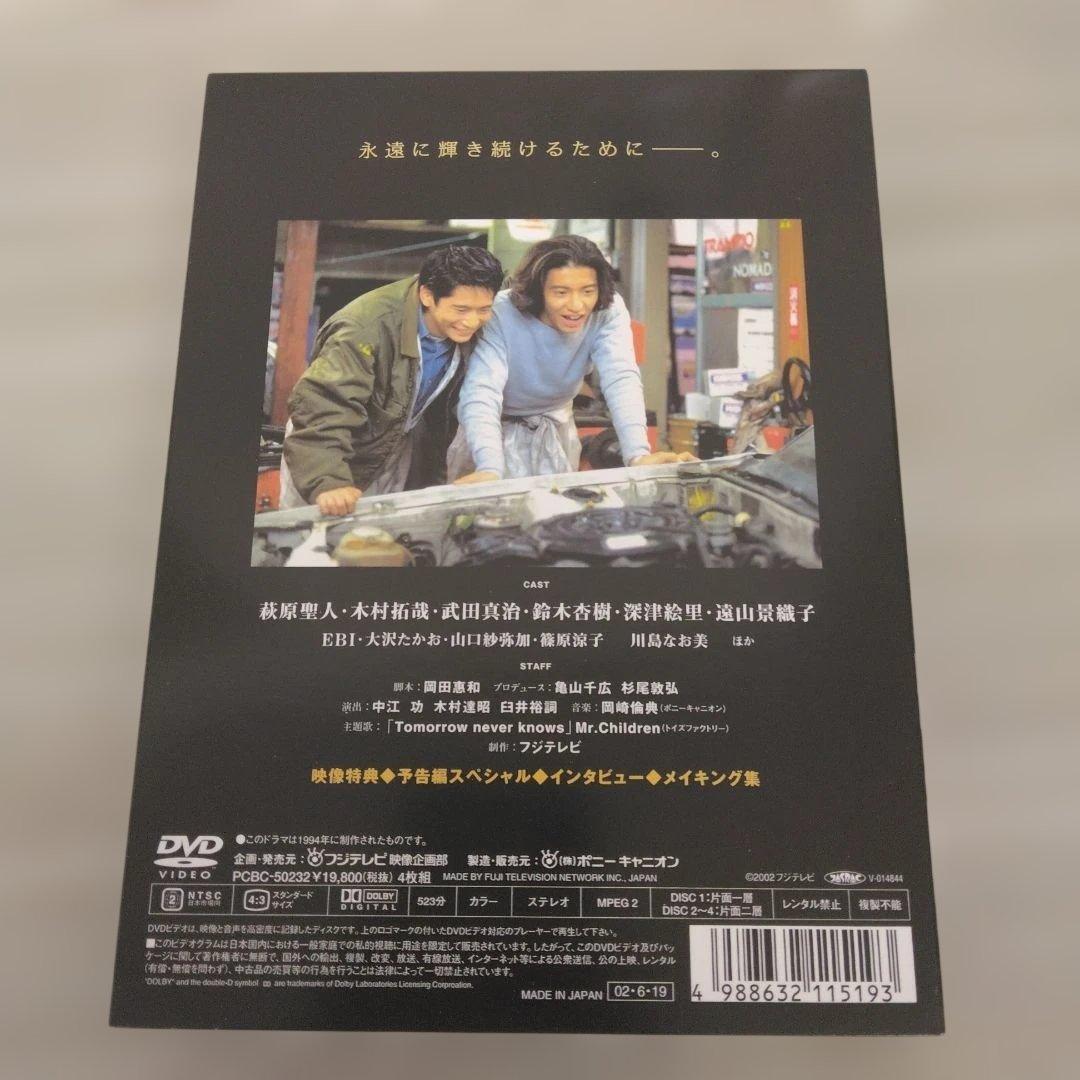 永遠に輝き続けるために――。
TRAMPIO
NOMAD
消火器
CAST
萩原聖人・木村拓哉・武田真治・鈴木杏樹・深津絵里・遠山景織子
EBI・大沢たかお・山口紗弥加・篠原涼子 川島なお美 ほか
STAFF
脚本：岡田惠和 プロデュース：亀山千広 杉尾敦弘
演出：中江 功 木村達昭 臼井裕詞 音楽：岡崎倫典(ポニーキャニオン)
主題歌：「Tomorrow never knows」Mr.Children(トイズファクトリー)
制作：フジテレビ
映像特典◆予告編スペシャル◆インタビュー◆メイキング集
DVD VIDEO
●このドラマは1994年に制作されたものです。
企画・発売元：フジテレビ映像企画部 製造・販売元：(株)ポニーキャニオン
PCBC-50232 ¥19,800(税抜) 4枚組 MADE BY FUJI TELEVISION NETWORK INC., JAPAN
©2002 フジテレビ JASRAC V-014844
2 NTSC 日本市場向 4:3 スタンダードサイズ DOLBY DIGITAL 523分 カラー ステレオ MPEG 2 DISC 1：片面一層 DISC 2〜4：片面二層 レンタル禁止 複製不能
DVDビデオは、映像と音声を高密度に記録したディスクです。上のロゴマークの付いたDVDビデオ対応のプレーヤーで再生して下さい。
■このビデオグラムは日本国内における一般家庭での私的視聴に用途を限定して販売されています。したがって、このDVDビデオ及びパッ
ケージに関して著作権者に無断で、国外への輸出、複製、改変、放送、有線放送、インターネット等による公衆送信、公の上映、レンタル
(有償・無償を問わず)、中古品の売買等の行為を行うことは法律によって一切禁止されています。
"DOLBY" and the double-D symbol are trademarks of Dolby Laboratories Licensing Corproation.
MADE IN JAPAN 02・6・19
4 988632 115193